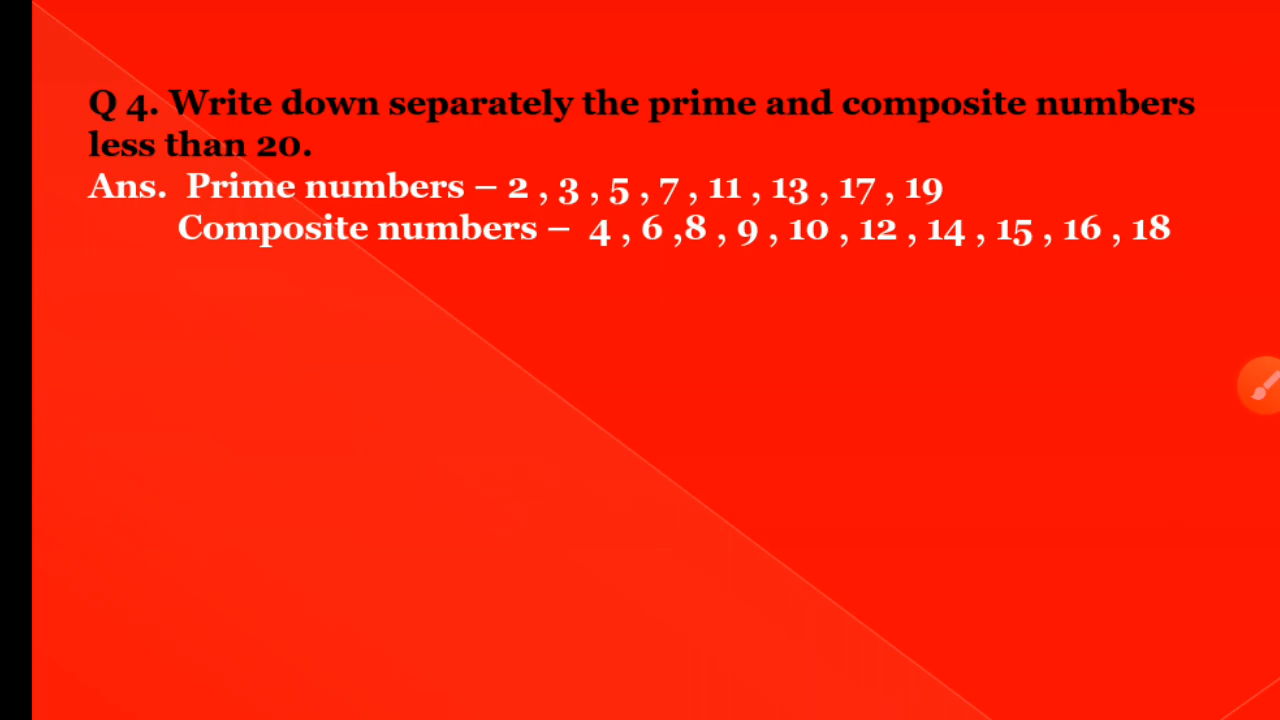 Q 4. Write down separately the prime and composite numbers
less than 20.
Ans. Prime numbers – 2 , 3 , 5 , 7 , 11 , 13 , 17 , 19
Composite numbers – 4 , 6 ,8 , 9 , 10 , 12 , 14 , 15 , 16 , 18